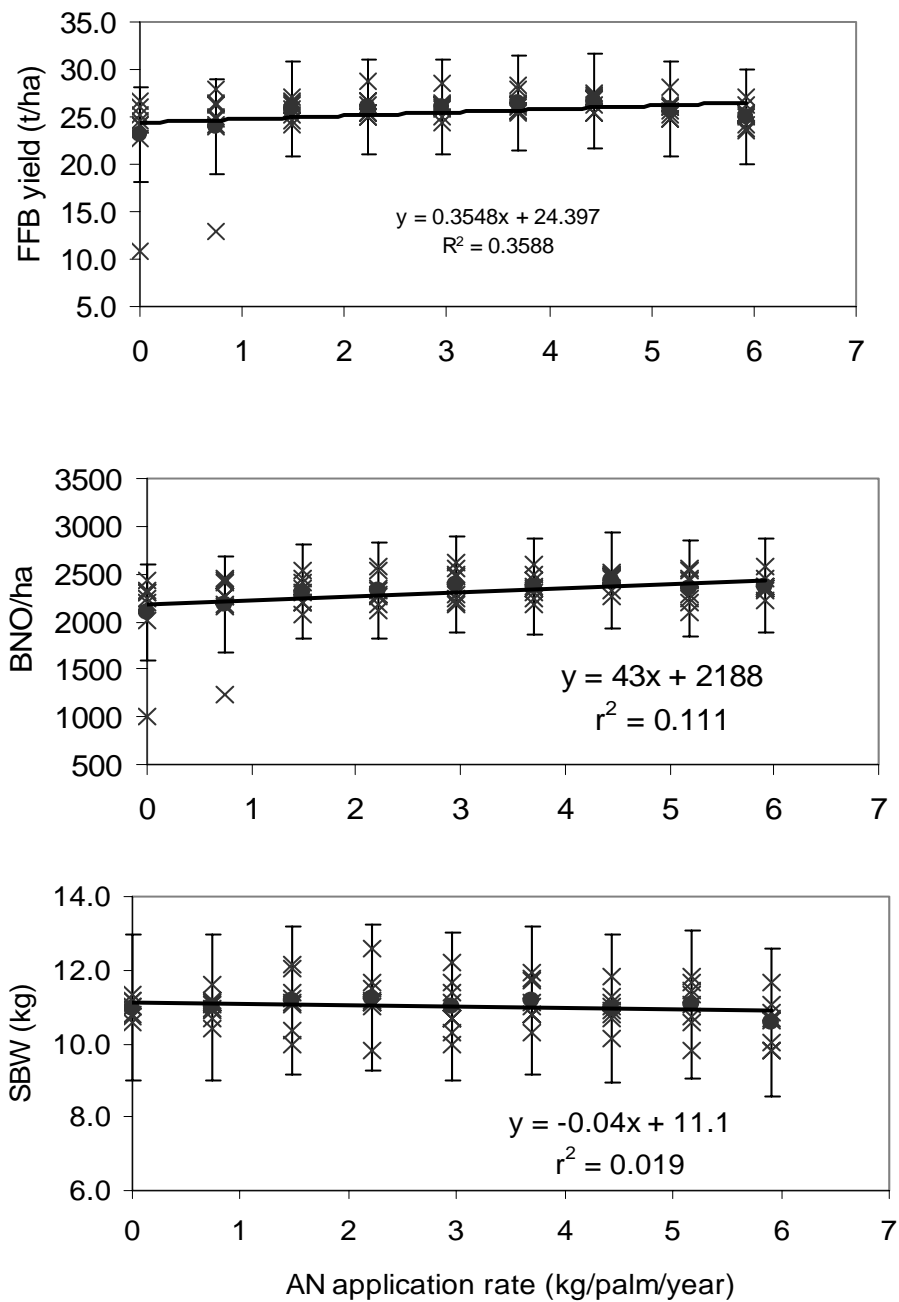 FFB yield (t/ha)
35.0
30.0
25.0
20.0
15.0
10.0
5.0
y = 0.3548x + 24.397
R² = 0.3588
0 1 2 3 4 5 6 7
BNO/ha
3500
3000
2500
2000
1500
1000
500
y = 43x + 2188
r² = 0.111
0 1 2 3 4 5 6 7
SBW (kg)
14.0
12.0
10.0
8.0
6.0
y = -0.04x + 11.1
r² = 0.019
0 1 2 3 4 5 6 7
AN application rate (kg/palm/year)